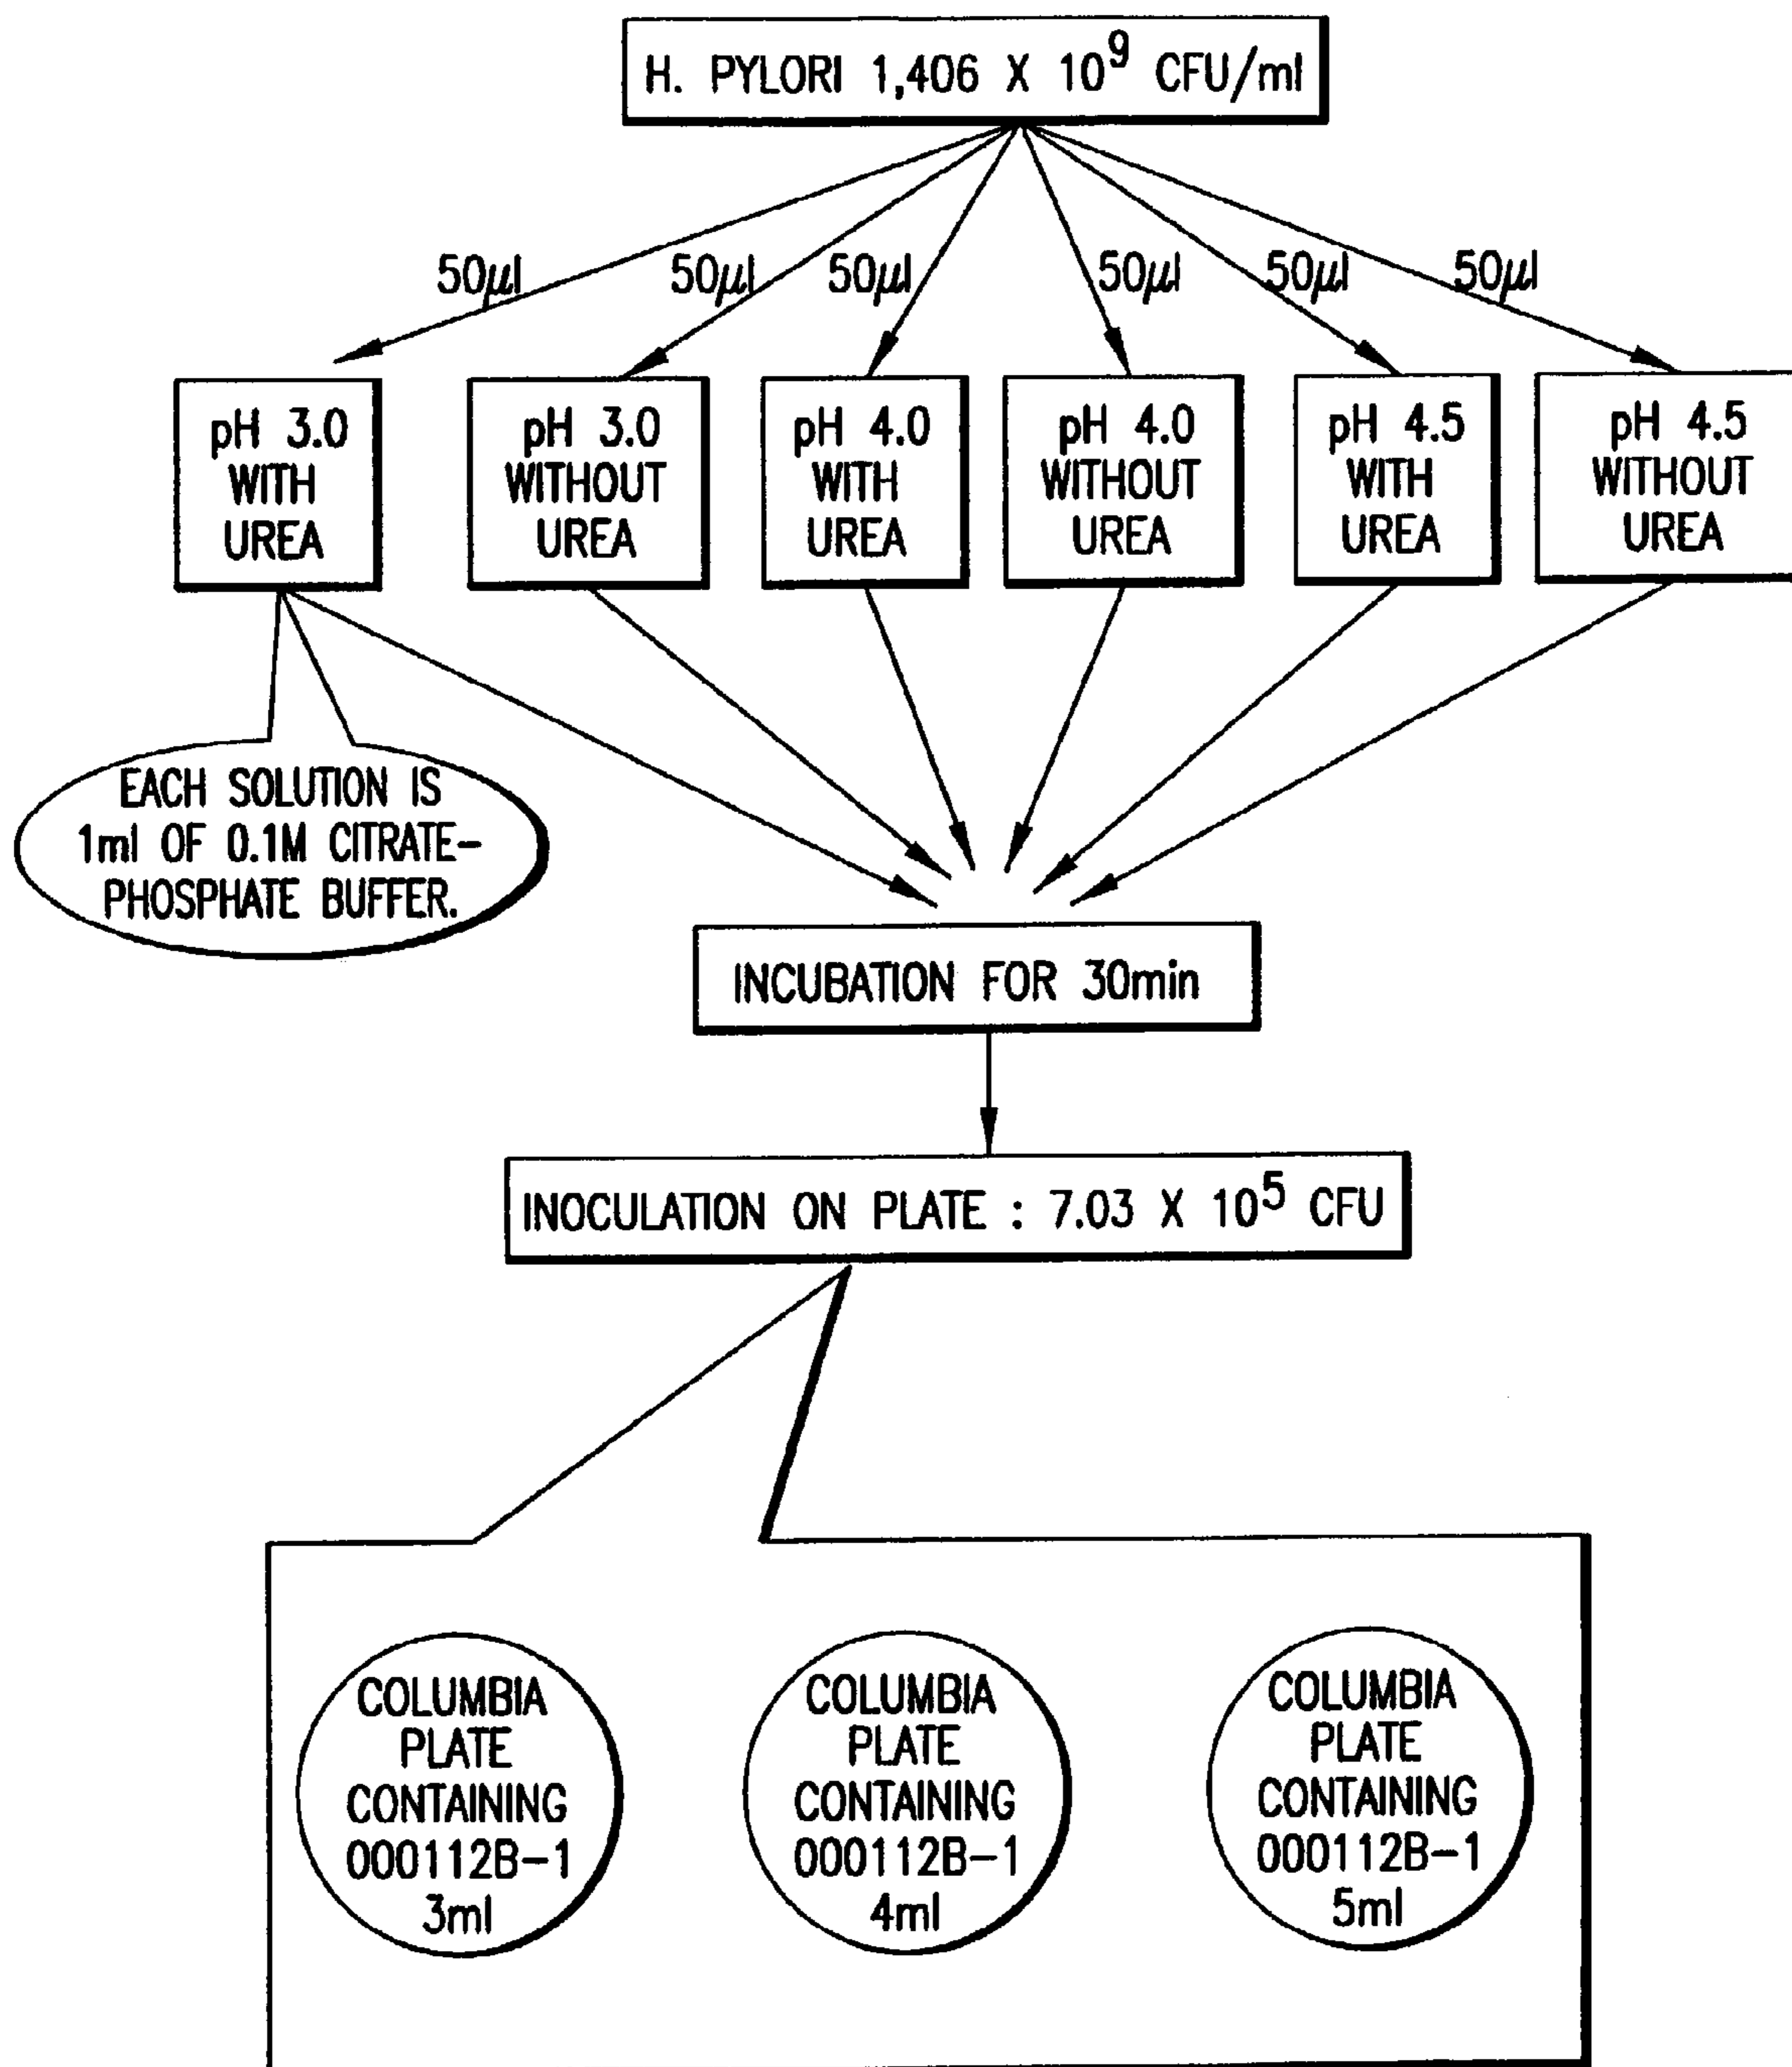 H. PYLORI 1,406 X 10⁹ CFU/ml
50µl
50µl
50µl
50µl
50µl
50µl
pH 3.0
WITH
UREA
pH 3.0
WITHOUT
UREA
pH 4.0
WITH
UREA
pH 4.0
WITHOUT
UREA
pH 4.5
WITH
UREA
pH 4.5
WITHOUT
UREA
EACH SOLUTION IS
1ml OF 0.1M CITRATE-
PHOSPHATE BUFFER.
INCUBATION FOR 30min
INOCULATION ON PLATE : 7.03 X 10⁵ CFU
COLUMBIA
PLATE
CONTAINING
000112B-1
3ml
COLUMBIA
PLATE
CONTAINING
000112B-1
4ml
COLUMBIA
PLATE
CONTAINING
000112B-1
5ml